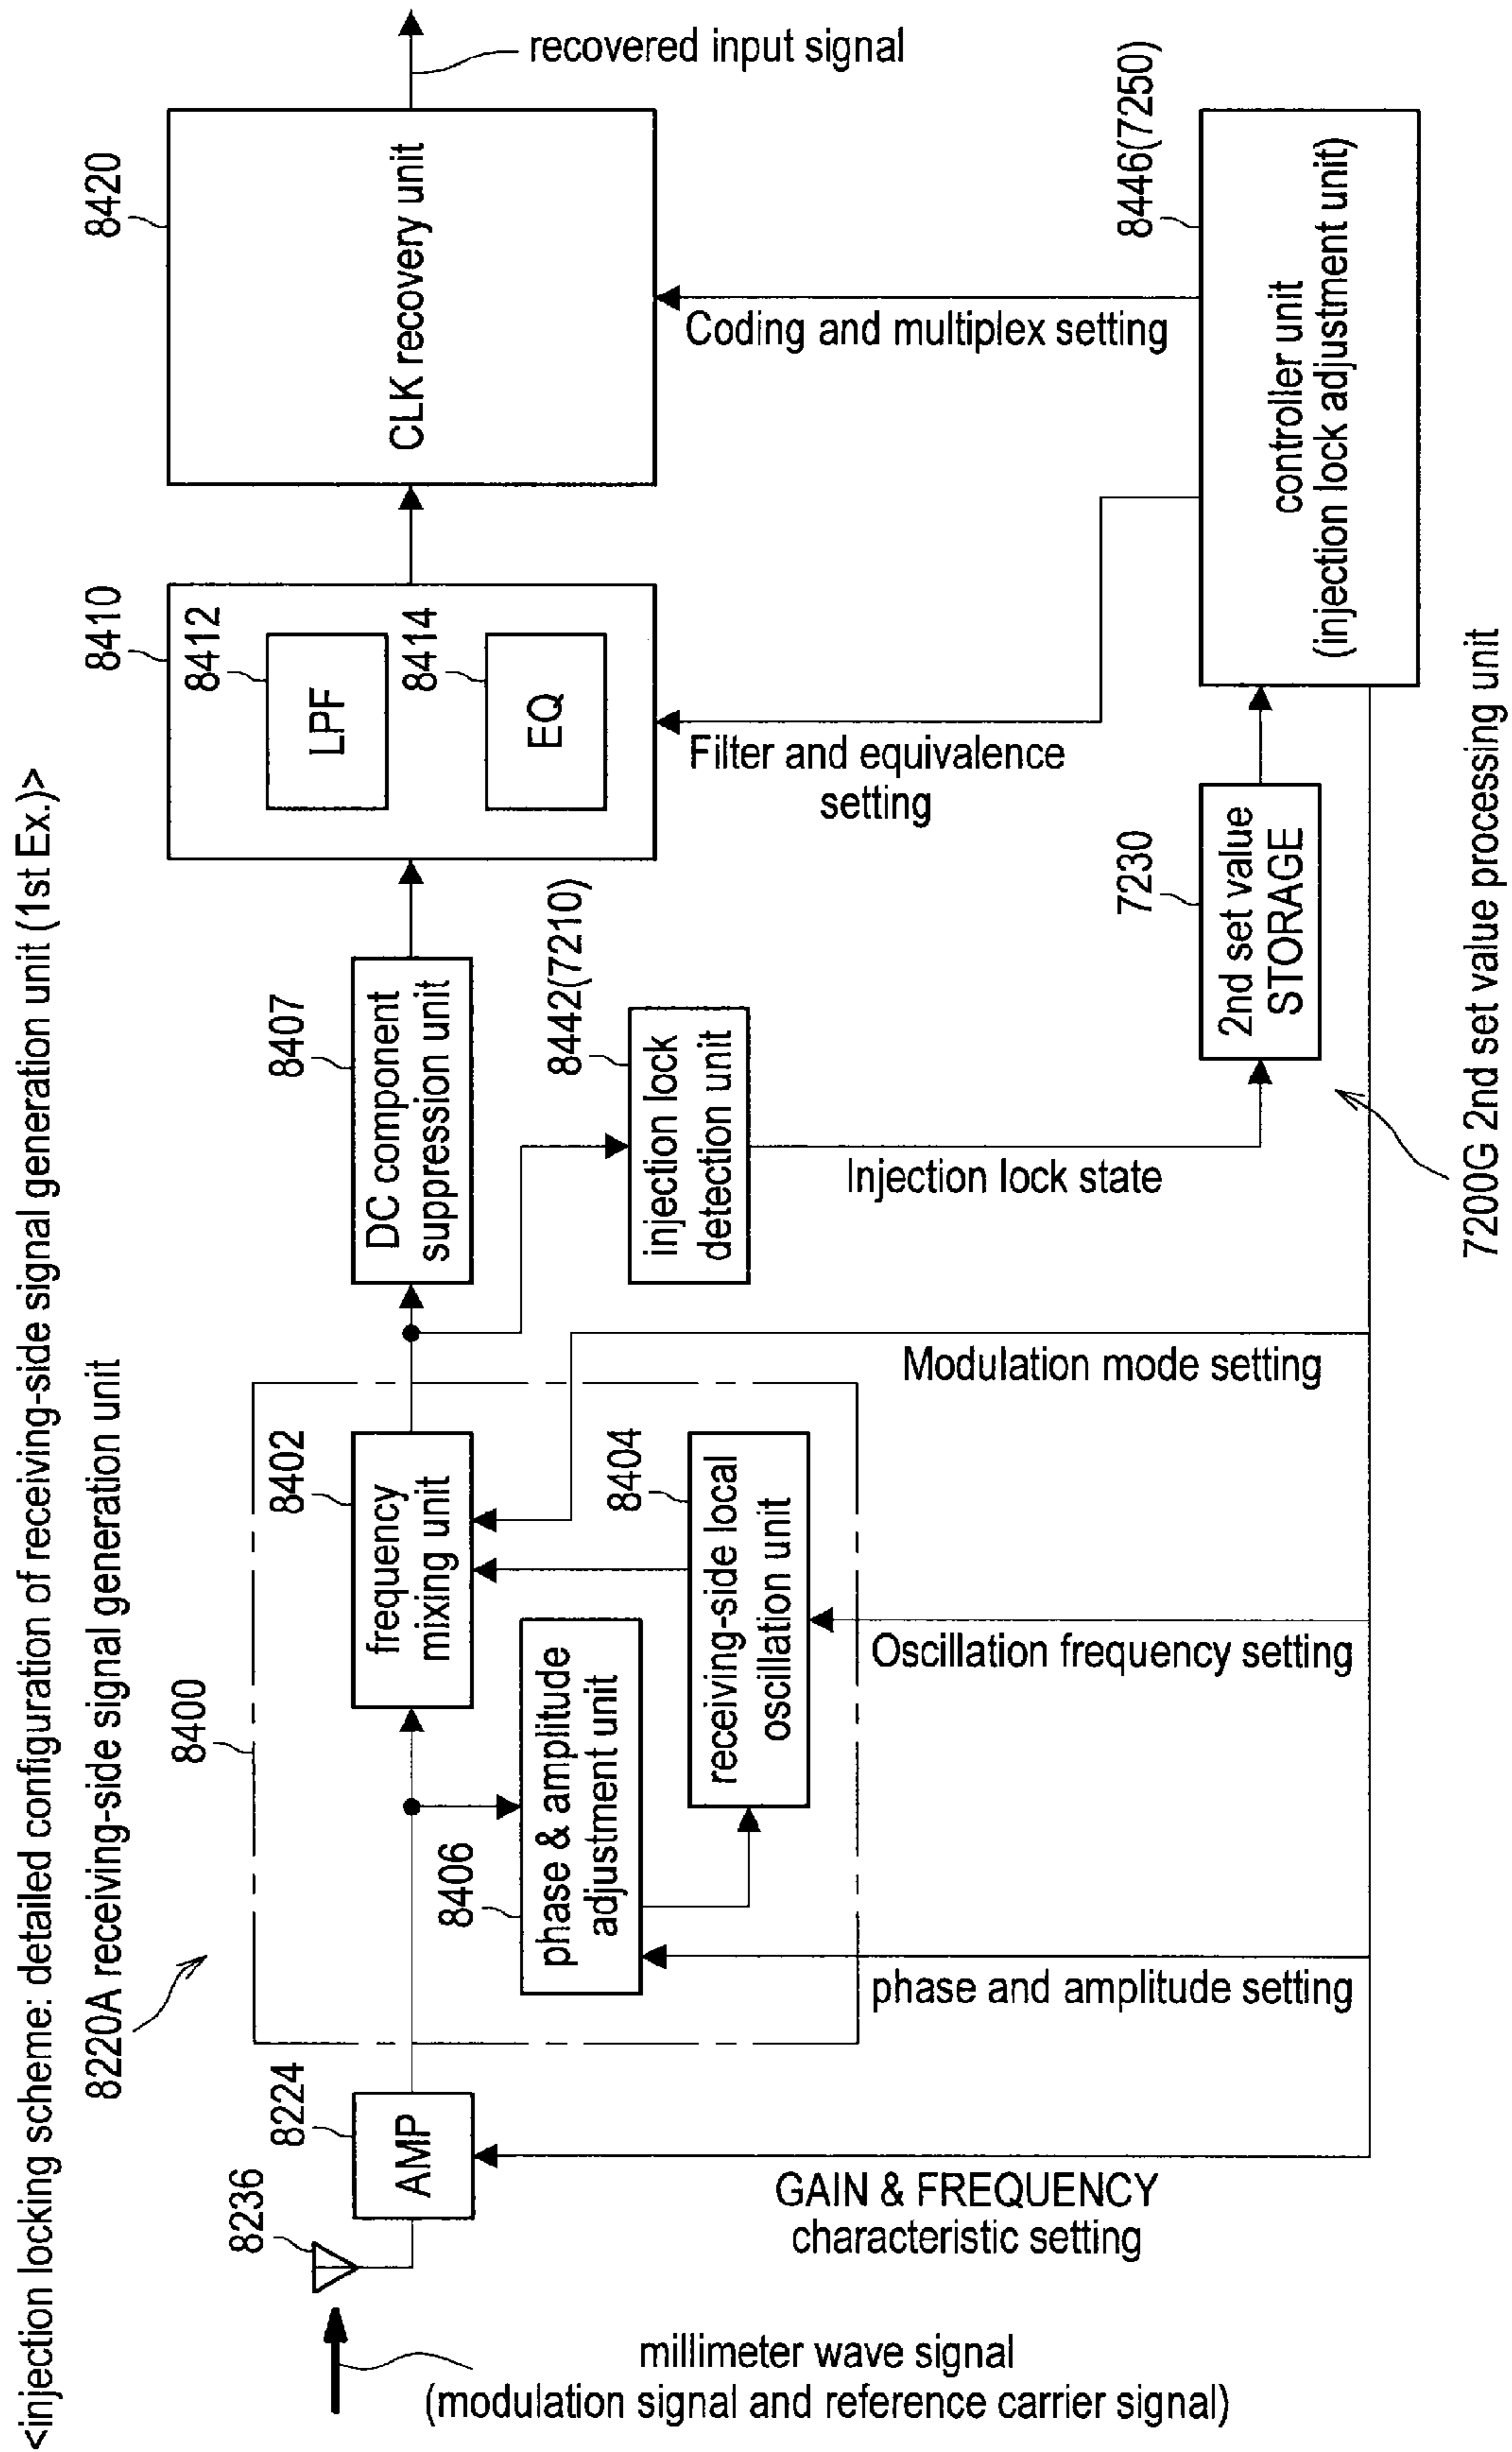 <injection locking scheme: detailed configuration of receiving-side signal generation unit (1st Ex.)>
8220A receiving-side signal generation unit
8236
8224
AMP
8400
8402
frequency
mixing unit
8406
phase & amplitude
adjustment unit
8404
receiving-side local
oscillation unit
8407
DC component
suppression unit
8442(7210)
injection lock
detection unit
8410
8412
LPF
8414
EQ
8420
CLK recovery unit
recovered input signal
millimeter wave signal
(modulation signal and reference carrier signal)
GAIN & FREQUENCY
characteristic setting
phase and amplitude setting
Oscillation frequency setting
Modulation mode setting
Injection lock state
Filter and equivalence
setting
Coding and multiplex setting
7230
2nd set value
STORAGE
8446(7250)
controller unit
(injection lock adjustment unit)
7200G 2nd set value processing unit